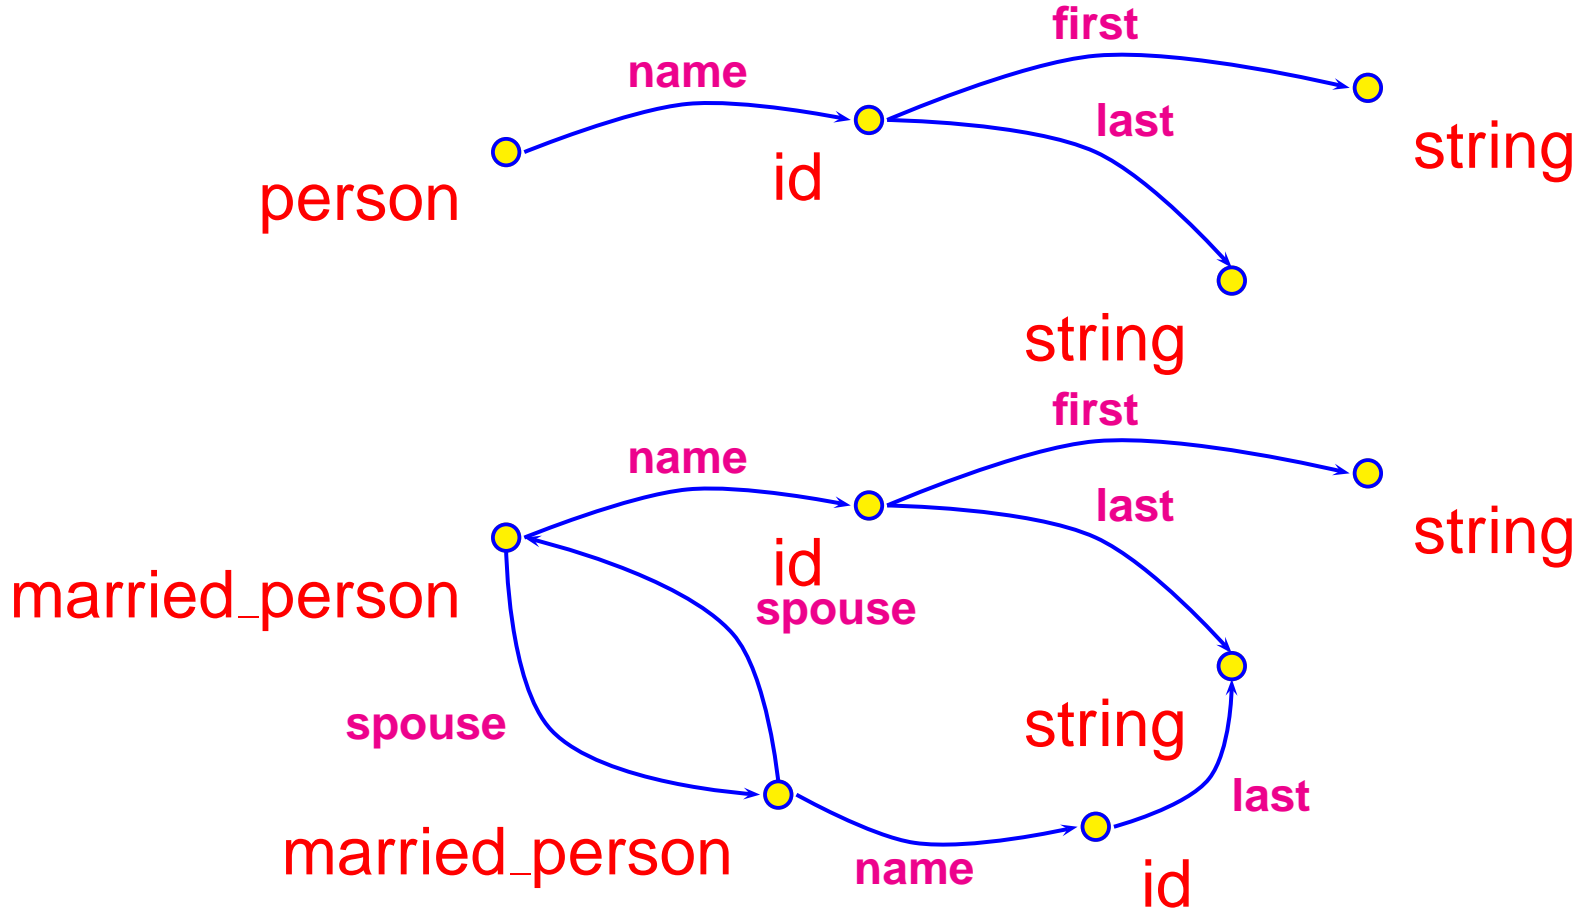 first
name
last
string
person
id
string
first
name
last
string
id
married_person
spouse
string
spouse
last
married_person
name
id